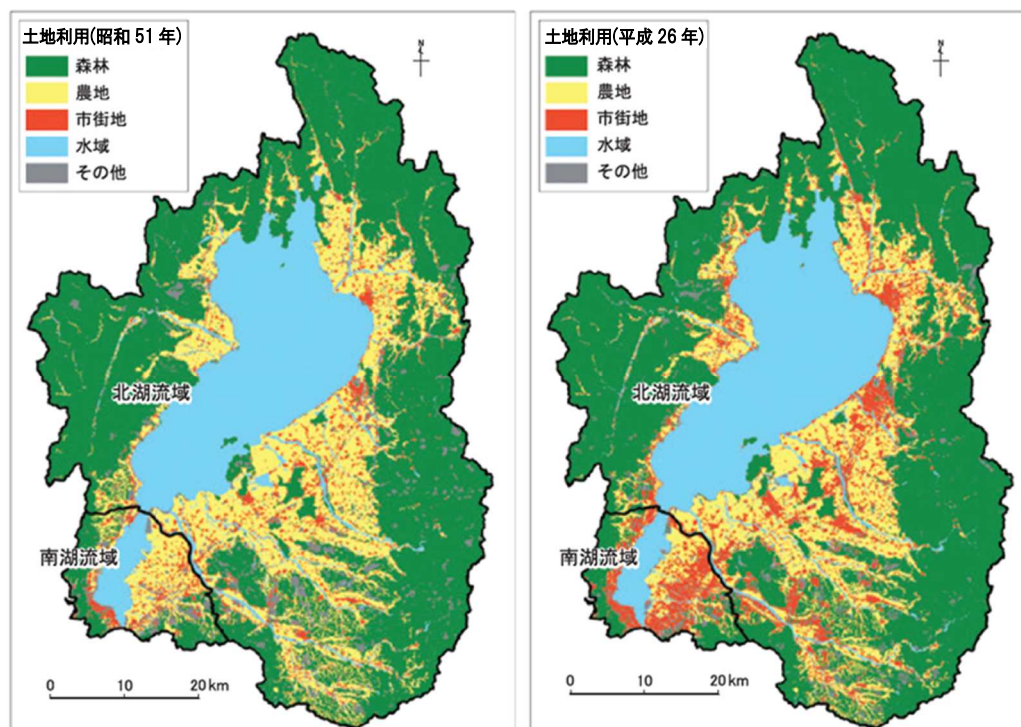 土地利用(昭和 51 年)
N
森林
農地
市街地
水域
その他
北湖流域
南湖流域
0 10 20 km
土地利用(平成 26 年)
N
森林
農地
市街地
水域
その他
北湖流域
南湖流域
0 10 20 km